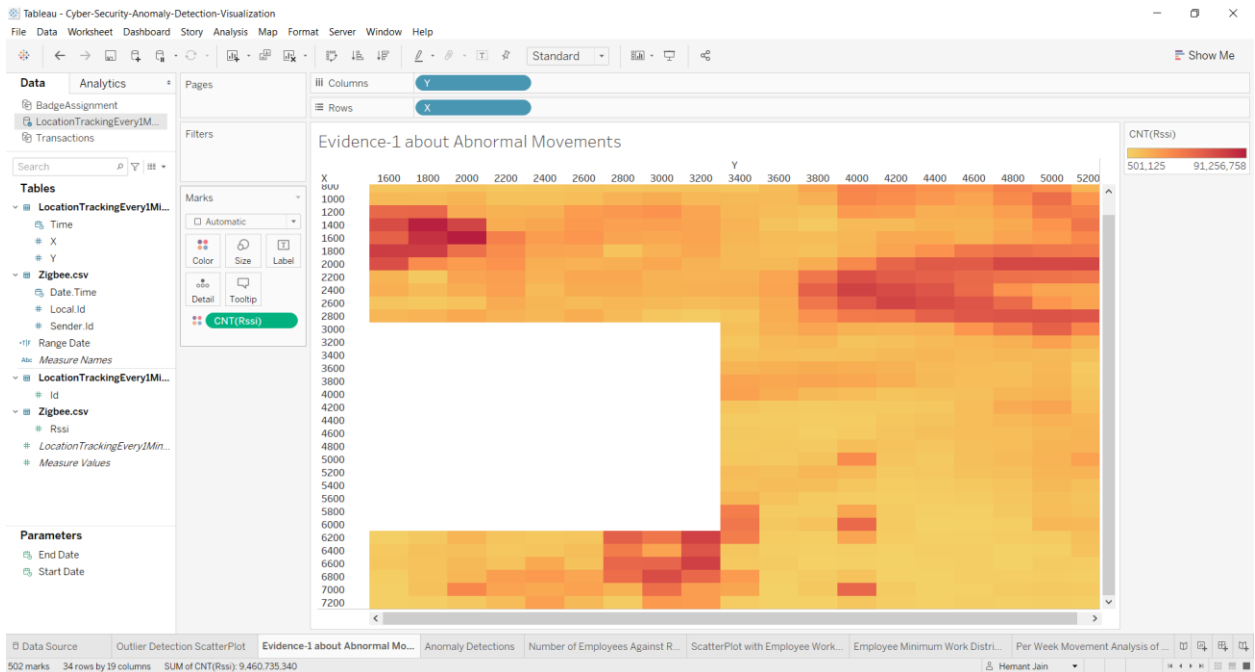 Tableau - Cyber-Security-Anomaly-Detection-Visualization
File Data Worksheet Dashboard Story Analysis Map Format Server Window Help
Standard
Show Me
Data
Analytics
Pages
Columns
Y
Rows
X
BadgeAssignment
LocationTrackingEvery1M...
Transactions
Search
Tables
LocationTrackingEvery1Mi...
Time
X
Y
Zigbee.csv
Date.Time
Local.Id
Sender.Id
Range Date
Abc Measure Names
LocationTrackingEvery1Mi...
Id
Zigbee.csv
Rssi
LocationTrackingEvery1Min...
Measure Values
Parameters
End Date
Start Date
Filters
Marks
Automatic
Color
Size
Label
Detail
Tooltip
CNT(Rssi)
Evidence-1 about Abnormal Movements
Y
X 1600 1800 2000 2200 2400 2600 2800 3000 3200 3400 3600 3800 4000 4200 4400 4600 4800 5000 5200
800
1000
1200
1400
1600
1800
2000
2200
2400
2600
2800
3000
3200
3400
3600
3800
4000
4200
4400
4600
4800
5000
5200
5400
5600
5800
6000
6200
6400
6600
6800
7000
7200
CNT(Rssi)
501,125 91,256,758
Data Source
Outlier Detection ScatterPlot
Evidence-1 about Abnormal Mo...
Anomaly Detections
Number of Employees Against R...
ScatterPlot with Employee Work...
Employee Minimum Work Distri...
Per Week Movement Analysis of ...
502 marks 34 rows by 19 columns SUM of CNT(Rssi): 9,460,735,340
Hemant Jain